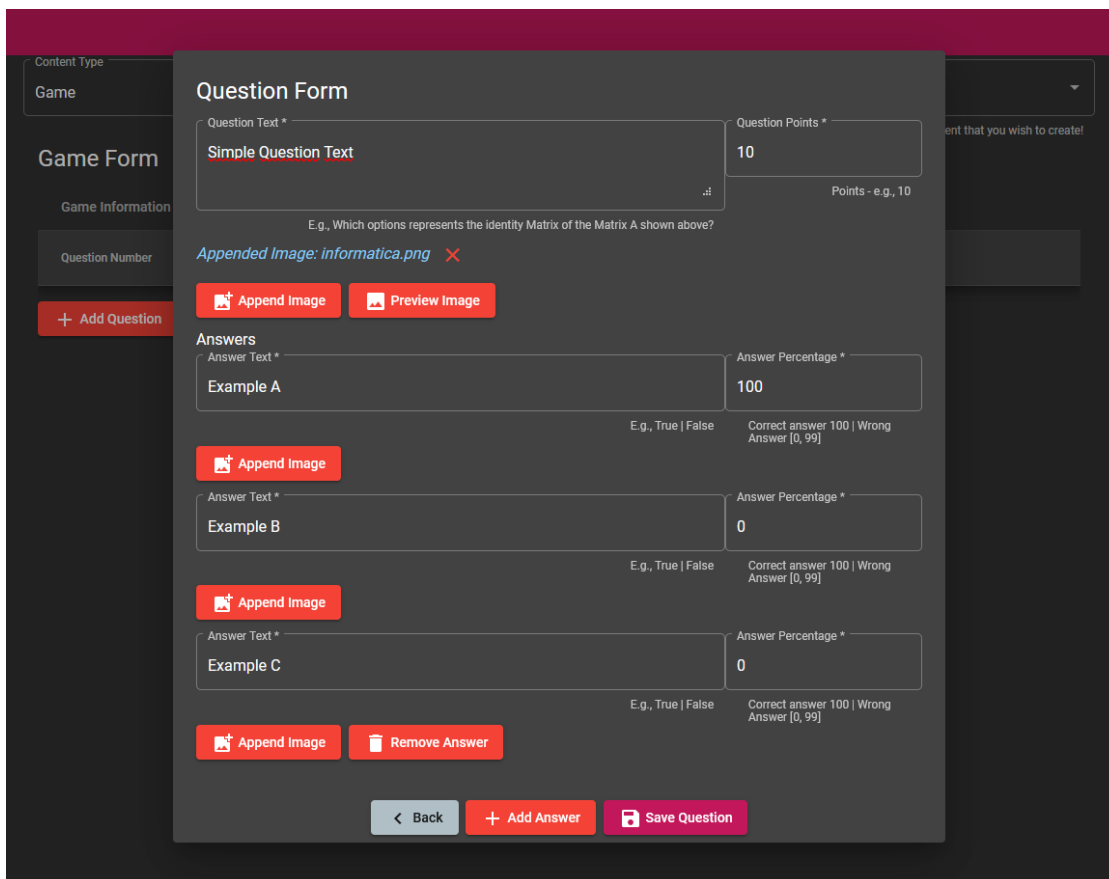 Content Type
Game
ent that you wish to create!
Game Form
Game Information
Question Number
+ Add Question
Question Form
Question Text *
Simple Question Text
Question Points *
10
Points - e.g., 10
E.g., Which options represents the identity Matrix of the Matrix A shown above?
Appended Image: informatica.png
Append Image
Preview Image
Answers
Answer Text *
Example A
Answer Percentage *
100
E.g., True | False
Correct answer 100 | Wrong
Answer [0, 99]
Append Image
Answer Text *
Example B
Answer Percentage *
0
E.g., True | False
Correct answer 100 | Wrong
Answer [0, 99]
Append Image
Answer Text *
Example C
Answer Percentage *
0
E.g., True | False
Correct answer 100 | Wrong
Answer [0, 99]
Append Image
Remove Answer
Back
+ Add Answer
Save Question